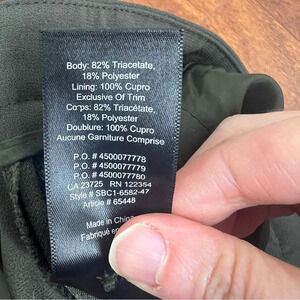 Body: 82% Triacetate,
18% Polyester
Lining: 100% Cupro
Exclusive Of Trim
Corps: 82% Triacétate,
18% Polyester
Doublure: 100% Cupro
Aucune Garniture Comprise
P.O. # 4500077778
P.O. # 4500077779
P.O. # 4500077780
CA 23725 RN 122354
Style # SBC1-6582-47
Article # 65448
Made in China
Fabriqué en